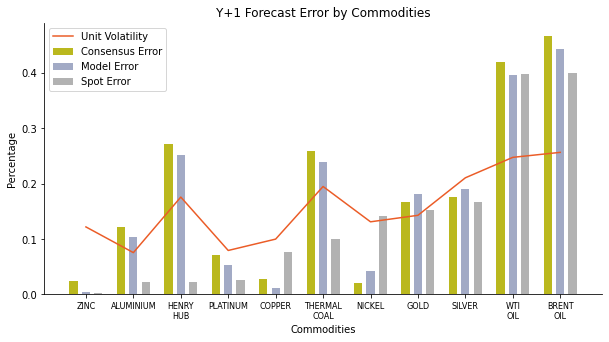 Y+1 Forecast Error by Commodities
Unit Volatility
Consensus Error
Model Error
Spot Error
Percentage
0.4
0.3
0.2
0.1
0.0
ZINC
ALUMINIUM
HENRY
HUB
PLATINUM
COPPER
THERMAL
COAL
NICKEL
GOLD
SILVER
WTI
OIL
BRENT
OIL
Commodities